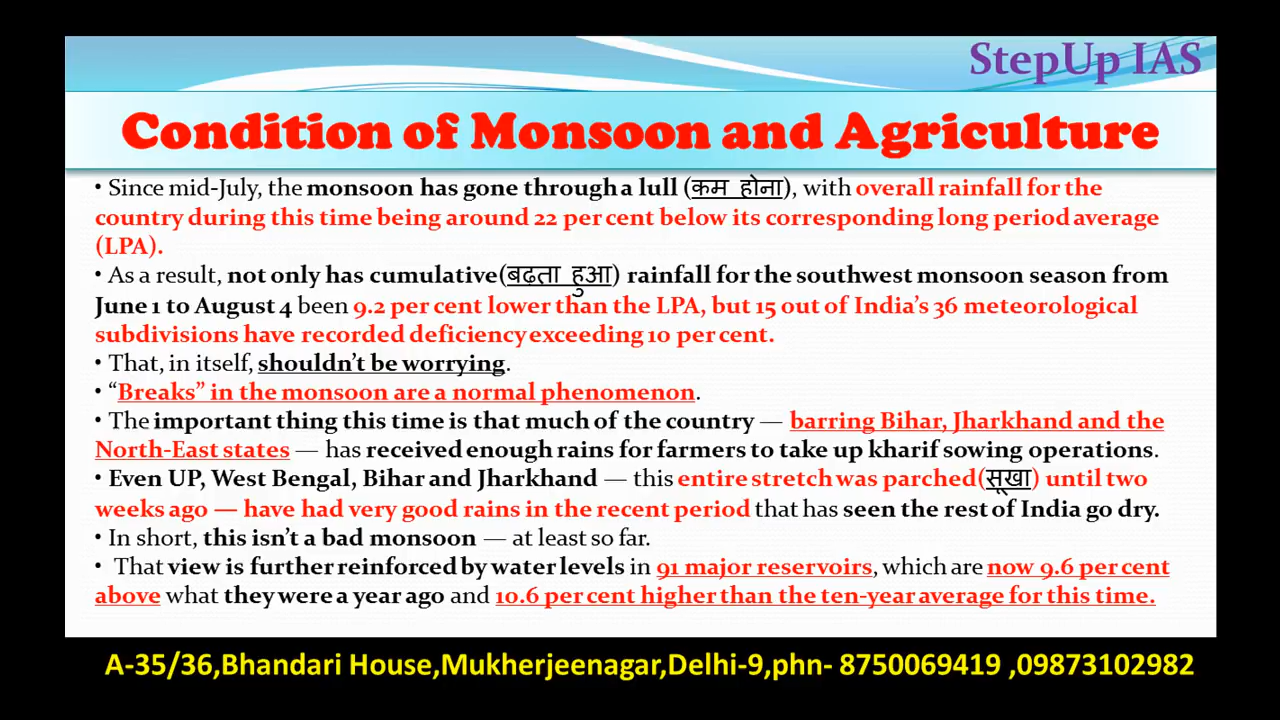 StepUp IAS
Condition of Monsoon and Agriculture
• Since mid-July, the monsoon has gone through a lull (कम होना), with overall rainfall for the
country during this time being around 22 per cent below its corresponding long period average
(LPA).
• As a result, not only has cumulative(बढता हुआ) rainfall for the southwest monsoon season from
June 1 to August 4 been 9.2 per cent lower than the LPA, but 15 out of India's 36 meteorological
subdivisions have recorded deficiency exceeding 10 per cent.
• That, in itself, shouldn't be worrying.
• “Breaks” in the monsoon are a normal phenomenon.
• The important thing this time is that much of the country — barring Bihar, Jharkhand and the
North-East states — has received enough rains for farmers to take up kharif sowing operations.
• Even UP, West Bengal, Bihar and Jharkhand — this entire stretch was parched(सूखा) until two
weeks ago — have had very good rains in the recent period that has seen the rest of India go dry.
• In short, this isn't a bad monsoon — at least so far.
• That view is further reinforced by water levels in 91 major reservoirs, which are now 9.6 per cent
above what they were a year ago and 10.6 per cent higher than the ten-year average for this time.
A-35/36,Bhandari House,Mukherjeenagar,Delhi-9,phn- 8750069419 ,09873102982